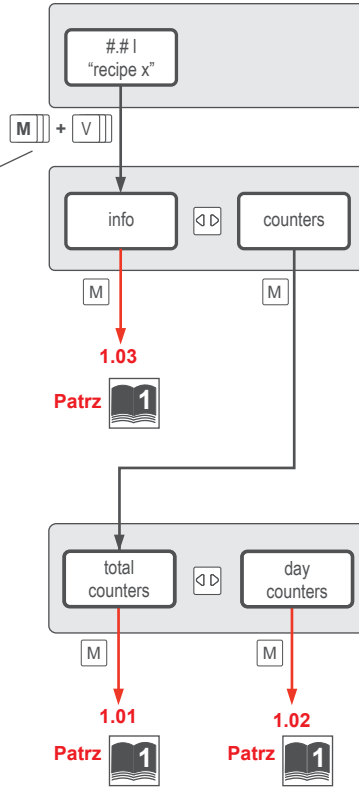 #.# l
“recipe x”
M + V
info
counters
M
M
1.03
Patrz 1
total
counters
day
counters
M
M
1.01
1.02
Patrz 1
Patrz 1